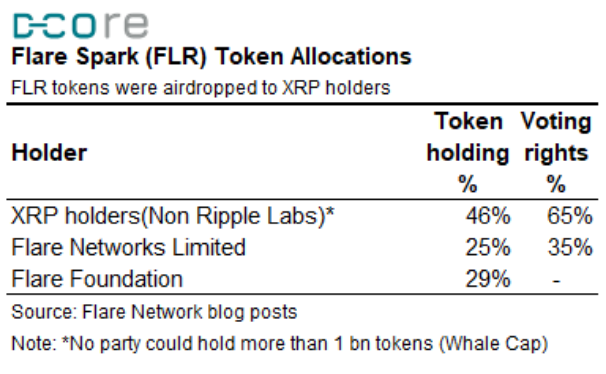 D-CORE
Flare Spark (FLR) Token Allocations
FLR tokens were airdropped to XRP holders
Token Voting
Holder holding rights
% %
XRP holders(Non Ripple Labs)* 46% 65%
Flare Networks Limited 25% 35%
Flare Foundation 29% -
Source: Flare Network blog posts
Note: *No party could hold more than 1 bn tokens (Whale Cap)